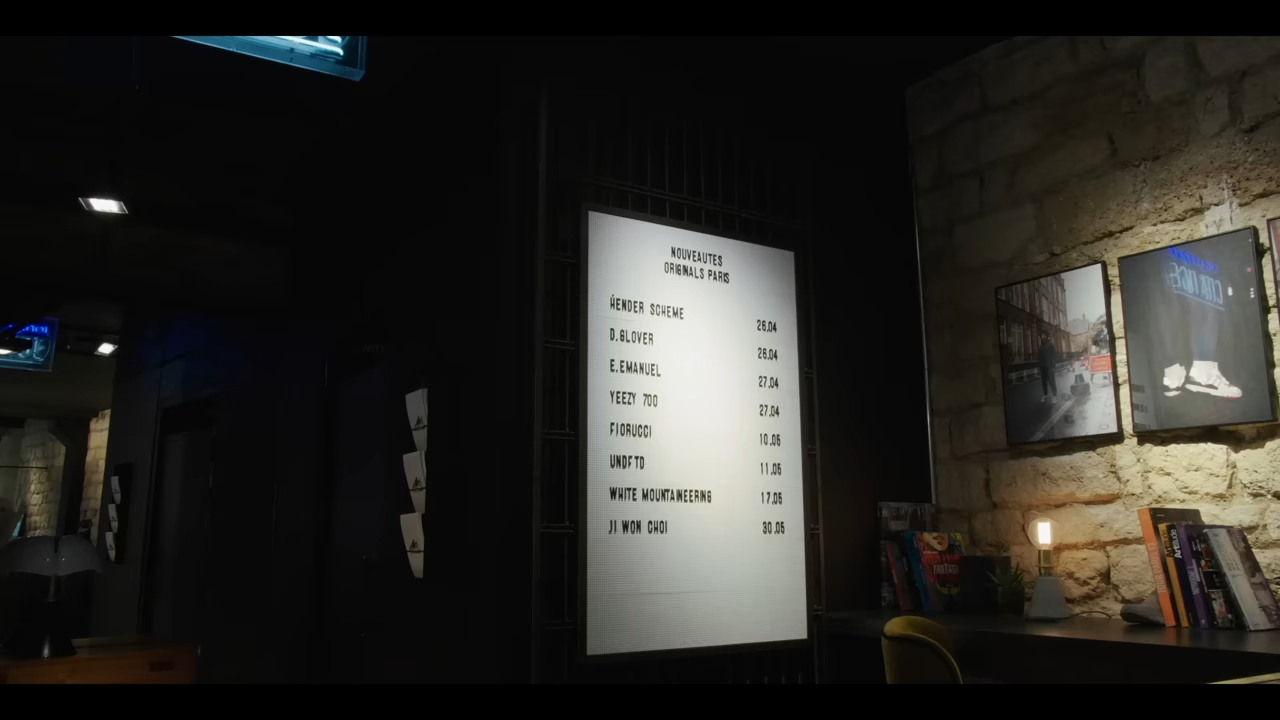 NOUVEAUTES
ORIGINALS PARIS
HENDER SCHEME 26.04
D.GLOVER 26.04
E.EMANUEL 27.04
YEEZY 700 27.04
FIORUCCI 10.05
UNDFTD 11.05
WHITE MOUNTAINEERING 17.05
JI WON CHOI 30.05